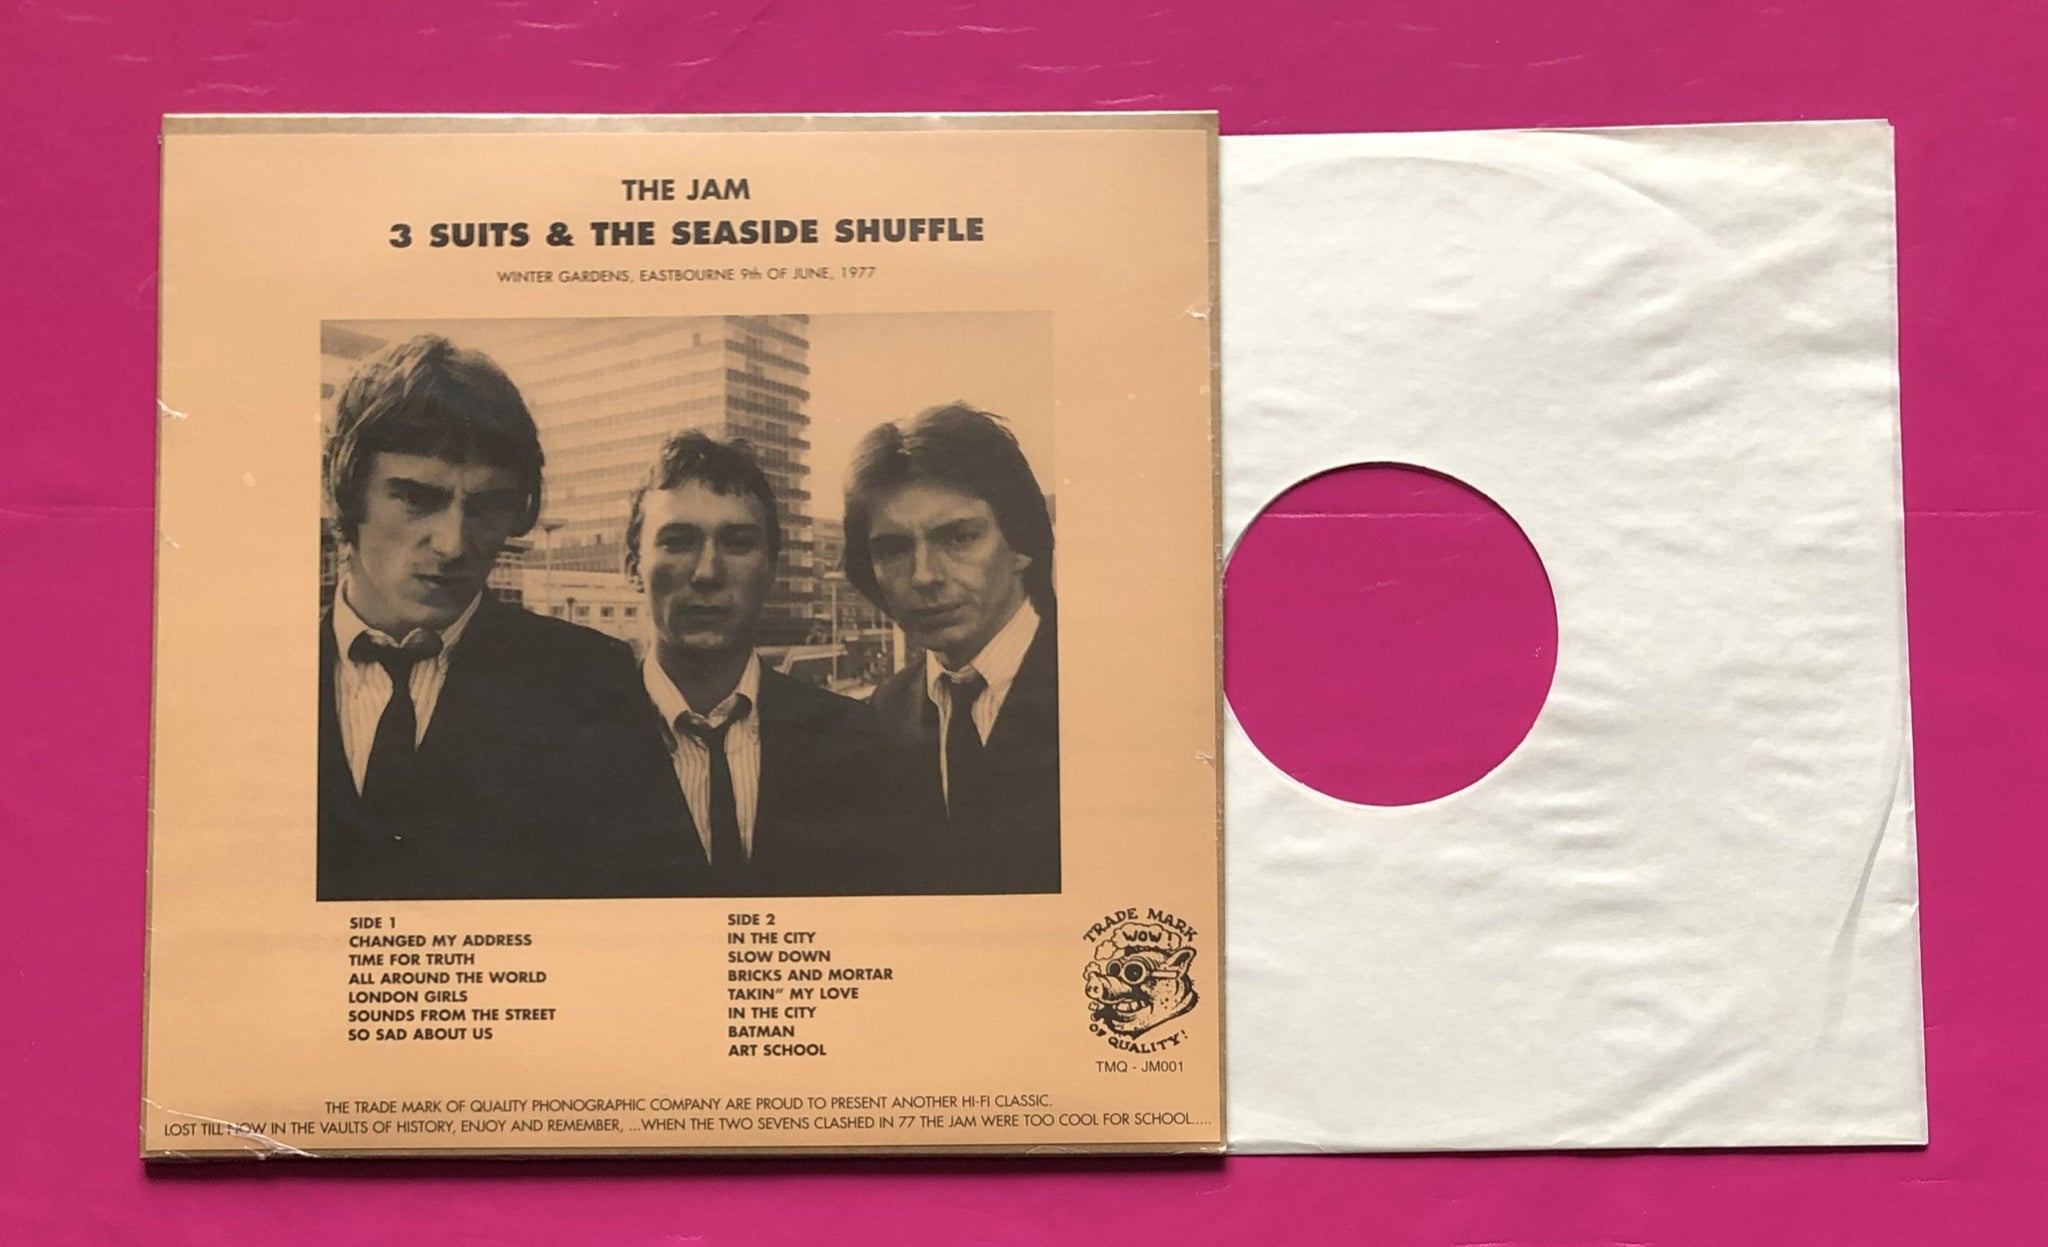 THE JAM
3 SUITS & THE SEASIDE SHUFFLE
WINTER GARDENS, EASTBOURNE 9th OF JUNE, 1977
SIDE 1
CHANGED MY ADDRESS
TIME FOR TRUTH
ALL AROUND THE WORLD
LONDON GIRLS
SOUNDS FROM THE STREET
SO SAD ABOUT US
SIDE 2
IN THE CITY
SLOW DOWN
BRICKS AND MORTAR
TAKIN" MY LOVE
IN THE CITY
BATMAN
ART SCHOOL
TRADE MARK
WOW!
OF QUALITY!
TMQ - JM001
THE TRADE MARK OF QUALITY PHONOGRAPHIC COMPANY ARE PROUD TO PRESENT ANOTHER HI-FI CLASSIC.
LOST TILL NOW IN THE VAULTS OF HISTORY, ENJOY AND REMEMBER, ...WHEN THE TWO SEVENS CLASHED IN 77 THE JAM WERE TOO COOL FOR SCHOOL.....